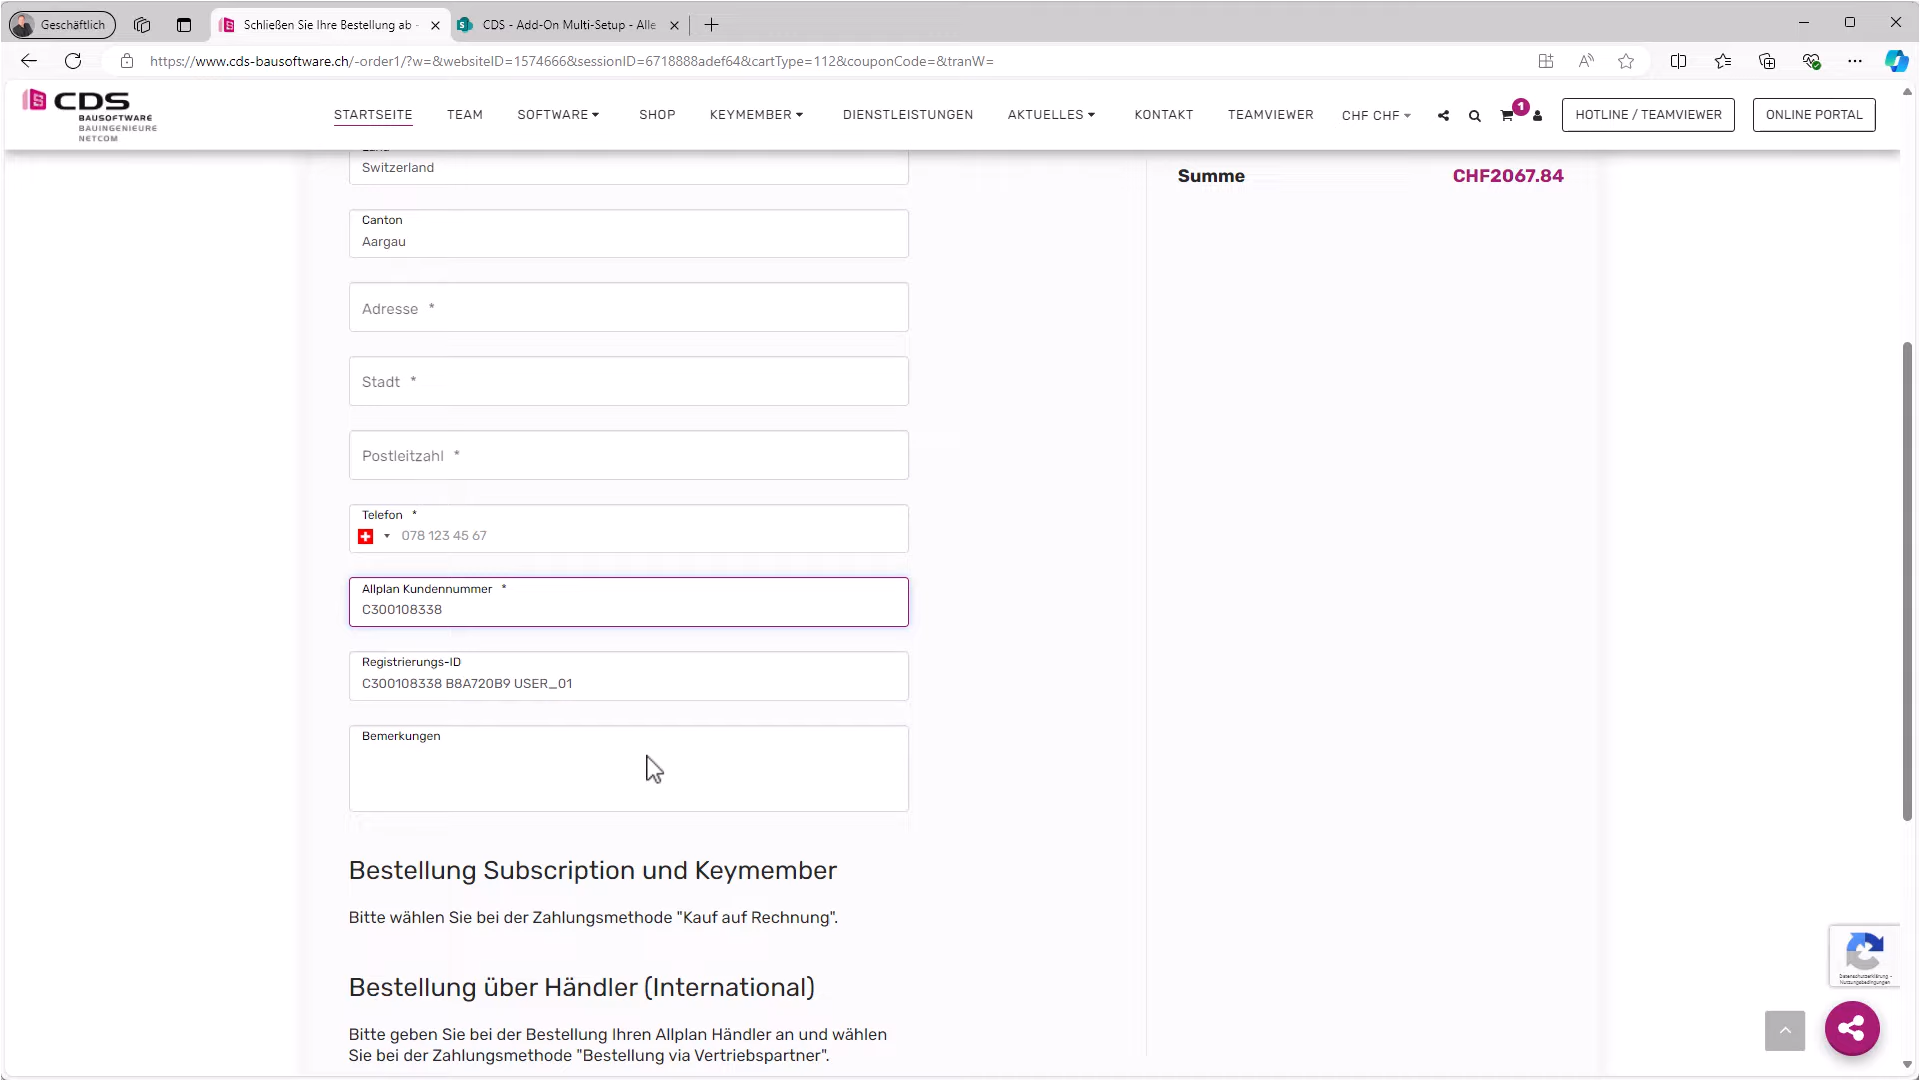 Geschäftlich
Schließen Sie Ihre Bestellung ab -
CDS - Add-On Multi-Setup - Alle
https://www.cds-bausoftware.ch/-order1/?w=&websiteID=1574666&sessionID=6718888adef64&cartType=112&couponCode=&tranW=
CDS
BAUSOFTWARE
BAUINGENIEURE
NETCOM
STARTSEITE
TEAM
SOFTWARE
SHOP
KEYMEMBER
DIENSTLEISTUNGEN
AKTUELLES
KONTAKT
TEAMVIEWER
CHF CHF
1
HOTLINE / TEAMVIEWER
ONLINE PORTAL
Switzerland
Summe
CHF2067.84
Canton
Aargau
Adresse *
Stadt *
Postleitzahl *
Telefon *
078 123 45 67
Allplan Kundennummer *
C300108338
Registrierungs-ID
C300108338 B8A720B9 USER_01
Bemerkungen
Bestellung Subscription und Keymember
Bitte wählen Sie bei der Zahlungsmethode "Kauf auf Rechnung".
Bestellung über Händler (International)
Bitte geben Sie bei der Bestellung Ihren Allplan Händler an und wählen
Sie bei der Zahlungsmethode "Bestellung via Vertriebspartner".
Datenschutzerklärung -
Nutzungsbedingungen